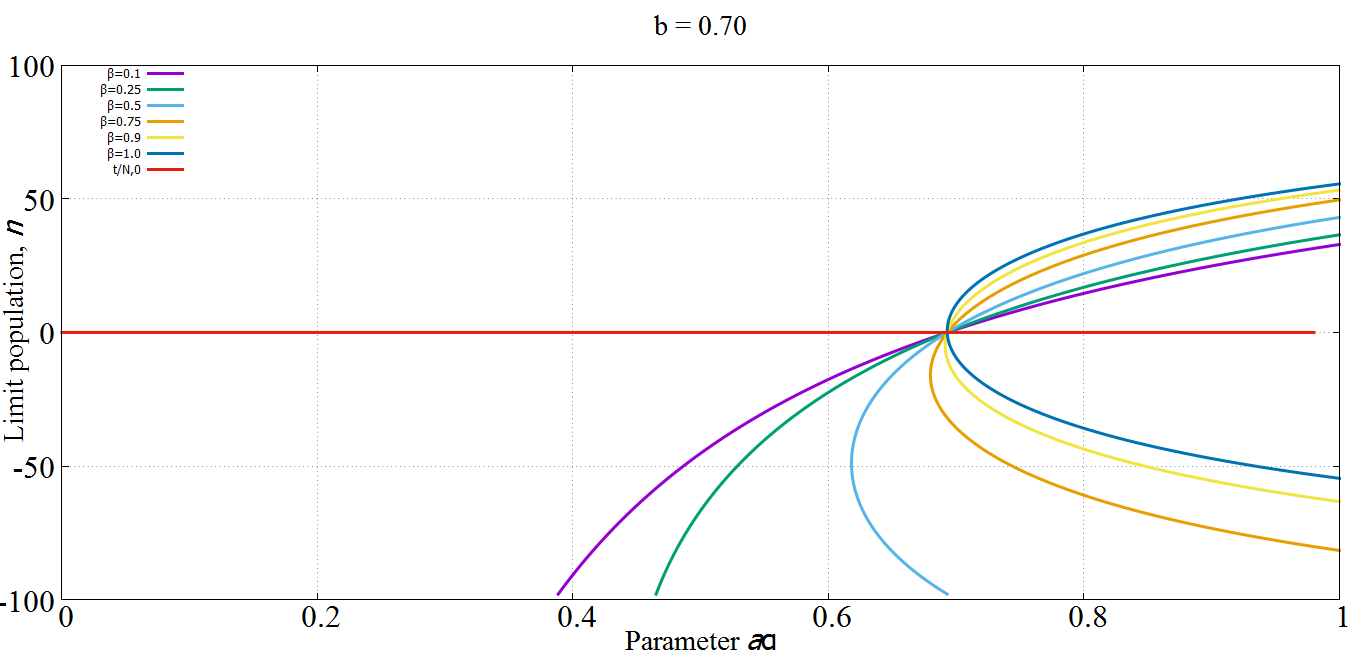 b = 0.70
100
50
0
-50
-100
Limit population, n
β=0.1
β=0.25
β=0.5
β=0.75
β=0.9
β=1.0
t/N,0
0 0.2 0.4 0.6 0.8 1
Parameter aα